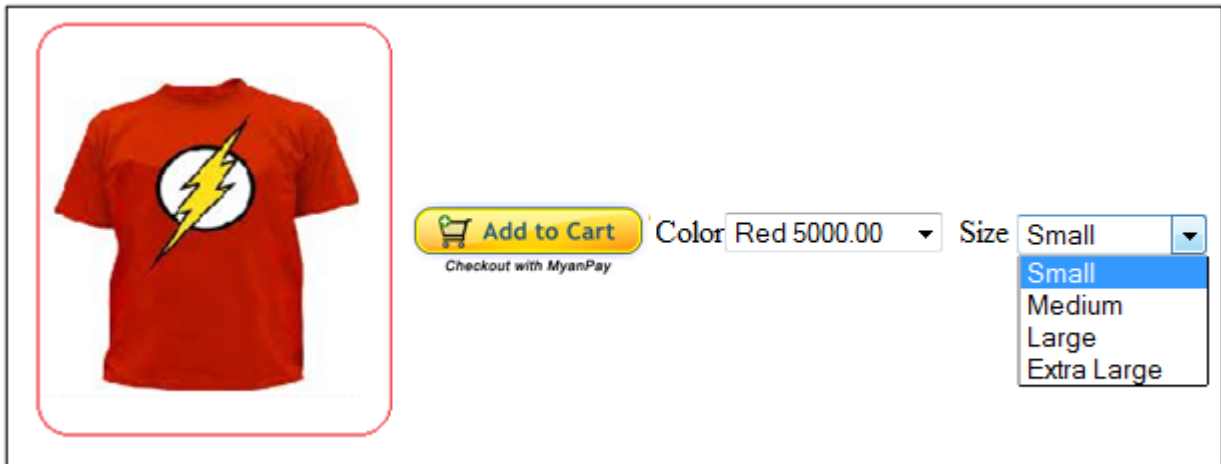 Add to Cart
Checkout with MyanPay
Color Red 5000.00 Size Small
Small
Medium
Large
Extra Large